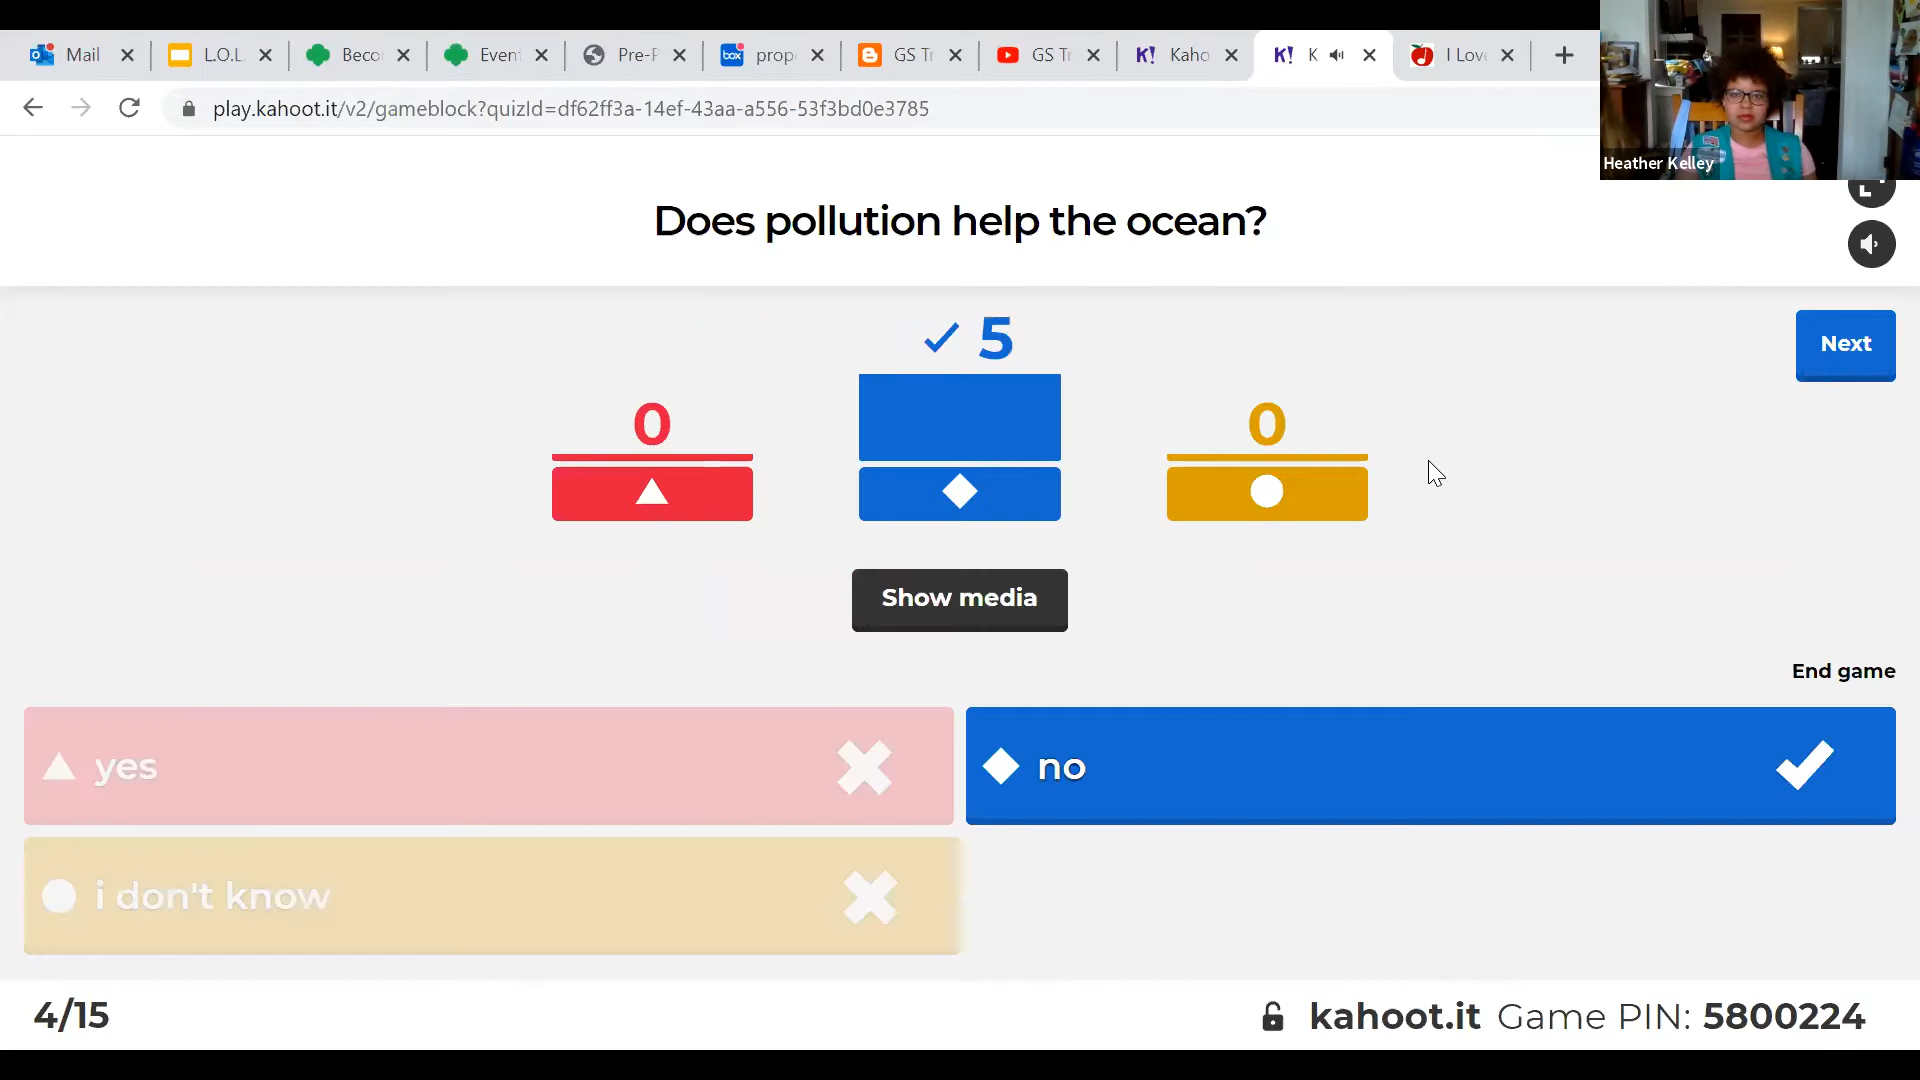 Mail L.O.L. Beco Event Pre-P box prop GS Tr GS Tr K! Kaho K! K I Lov
play.kahoot.it/v2/gameblock?quizId=df62ff3a-14ef-43aa-a556-53f3bd0e3785
Heather Kelley
Does pollution help the ocean?
5
Next
0
0
Show media
End game
yes
no
i don't know
4/15
kahoot.it Game PIN: 5800224